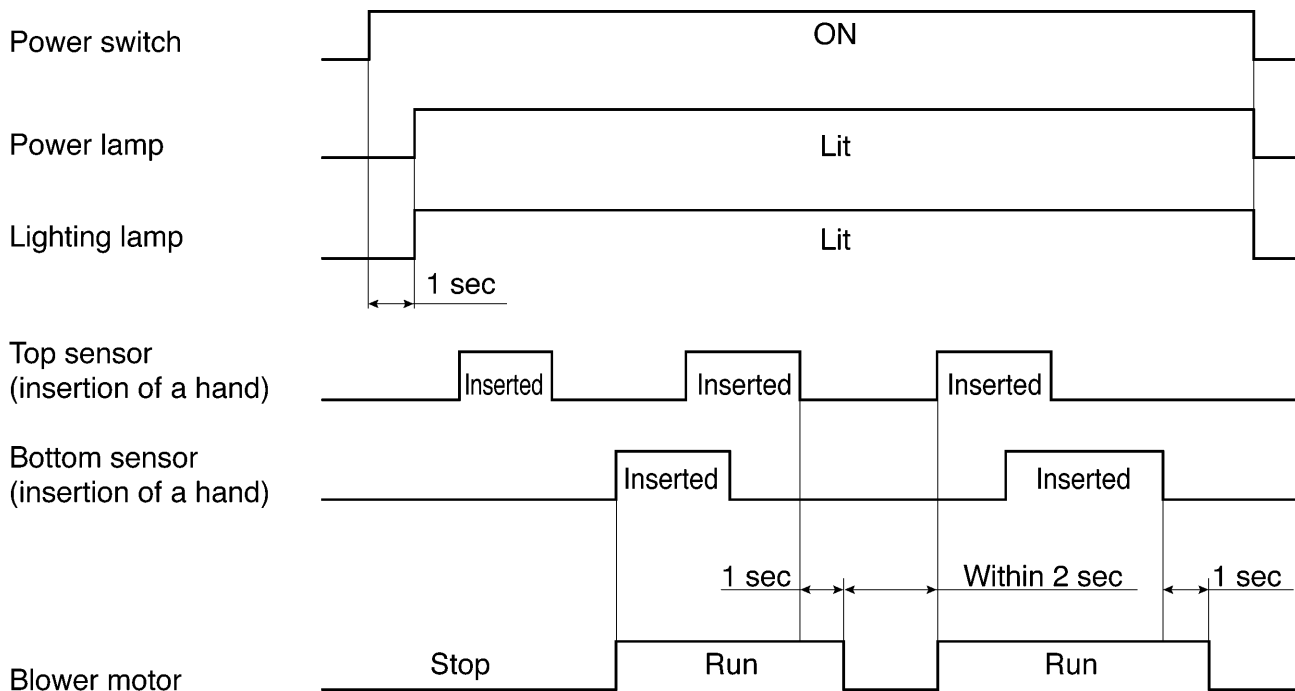 Power switch
ON
Power lamp
Lit
Lighting lamp
Lit
1 sec
Top sensor
(insertion of a hand)
Inserted
Inserted
Inserted
Bottom sensor
(insertion of a hand)
Inserted
Inserted
1 sec
Within 2 sec
1 sec
Blower motor
Stop
Run
Run